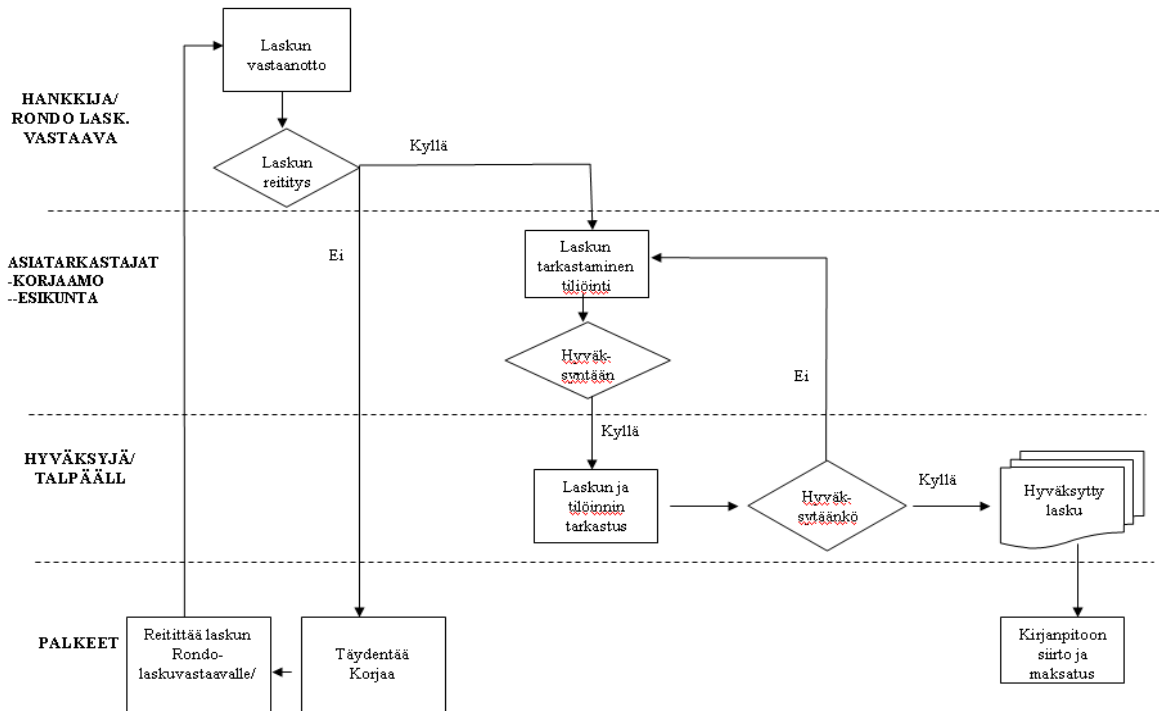 Laskun
vastaanotto
HANKKIJA/
RONDO LASK.
VASTAAVA
Laskun
reititys
Kyllä
Ei
ASIATARKASTAJAT
-KORJAAMO
--ESIKUNTA
Laskun
tarkastaminen
tiliöinti
Hyväk-
syntään
Ei
Kyllä
HYVÄKSYJÄ/
TALPÄÄLL
Laskun ja
tilöinnin
tarkastus
Hyväk-
sytäänkö
Kyllä
Hyväksytty
lasku
PALKEET
Reitittää laskun
Rondo-
laskuvastaavalle/
Täydentää
Korjaa
Kirjanpitoon
siirto ja
maksatus